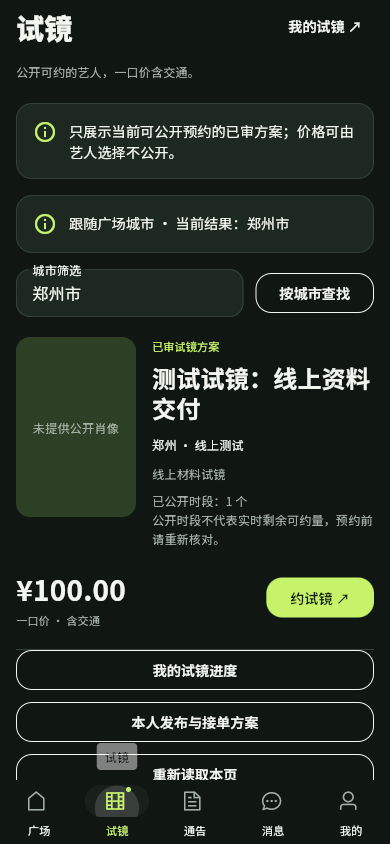 试镜
我的试镜 ↗
公开可约的艺人，一口价含交通。
只展示当前可公开预约的已审方案；价格可由
艺人选择不公开。
跟随广场城市 · 当前结果：郑州市
城市筛选
郑州市
按城市查找
未提供公开肖像
已审试镜方案
测试试镜：线上资料
交付
郑州 · 线上测试
线上材料试镜
已公开时段：1 个
公开时段不代表实时剩余可约量，预约前
请重新核对。
¥100.00
一口价 · 含交通
约试镜 ↗
我的试镜进度
本人发布与接单方案
试镜
重新读取本页
广场
试镜
通告
消息
我的